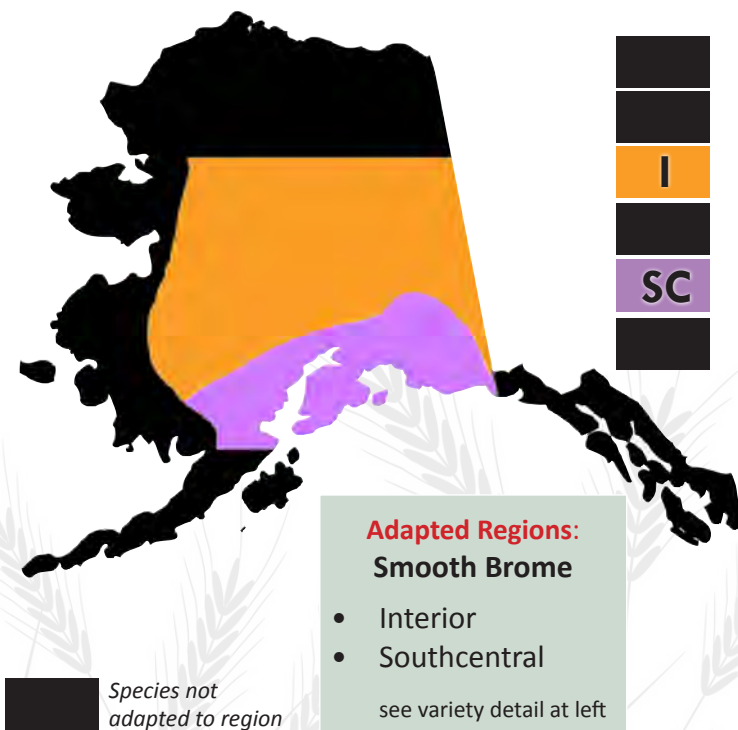 I
SC
Adapted Regions:
Smooth Brome
• Interior
• Southcentral
see variety detail at left
Species not
adapted to region